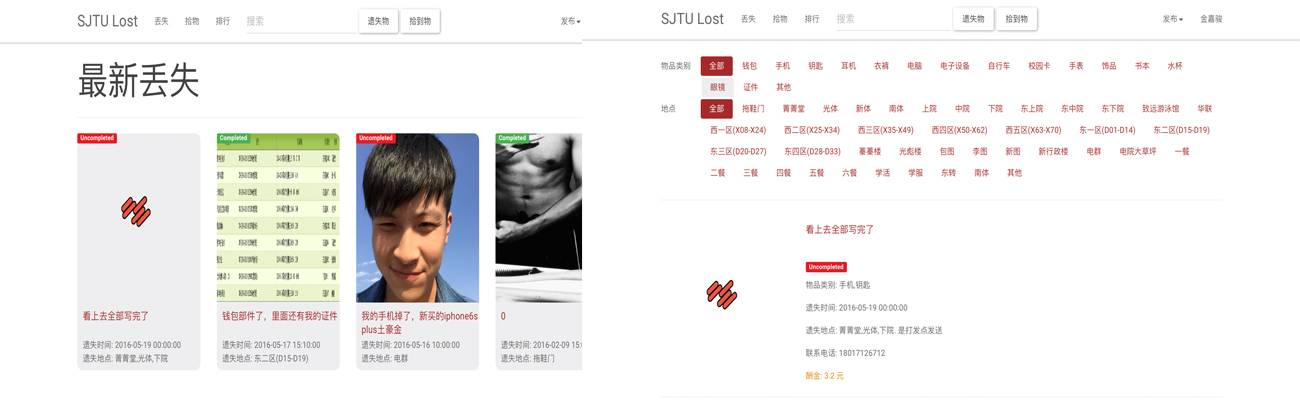 SJTU Lost 丢失 拾物 排行 搜索 遗失物 拾到物 发布
最新丢失
Uncompleted
看上去全部写完了
遗失时间: 2016-05-19 00:00:00
遗失地点: 菁菁堂,光体,下院
Completed
钱包部件了，里面还有我的证件
遗失时间: 2016-05-17 15:10:00
遗失地点: 东二区(D15-D19)
Uncompleted
我的手机掉了，新买的iphone6s
plus土豪金
遗失时间: 2016-05-16 10:00:00
遗失地点: 电群
Completed
0
遗失时间: 2016-02-09 15:
遗失地点: 拖鞋门
SJTU Lost 丢失 拾物 排行 搜索 遗失物 拾到物 发布 金嘉骏
物品类别 全部 钱包 手机 钥匙 耳机 衣裤 电脑 电子设备 自行车 校园卡 手表 饰品 书本 水杯
眼镜 证件 其他
地点 全部 拖鞋门 菁菁堂 光体 新体 南体 上院 中院 下院 东上院 东中院 东下院 致远游泳馆 华联
西一区(X08-X24) 西二区(X25-X34) 西三区(X35-X49) 西四区(X50-X62) 西五区(X63-X70) 东一区(D01-D14) 东二区(D15-D19)
东三区(D20-D27) 东四区(D28-D33) 蓁蓁楼 光彪楼 包图 李图 新图 新行政楼 电群 电院大草坪 一餐
二餐 三餐 四餐 五餐 六餐 学活 学服 东转 南体 其他
看上去全部写完了
Uncompleted
物品类别: 手机,钥匙
遗失时间: 2016-05-19 00:00:00
遗失地点: 菁菁堂,光体,下院 是打发点发送
联系电话: 18017126712
酬金: 3.2 元